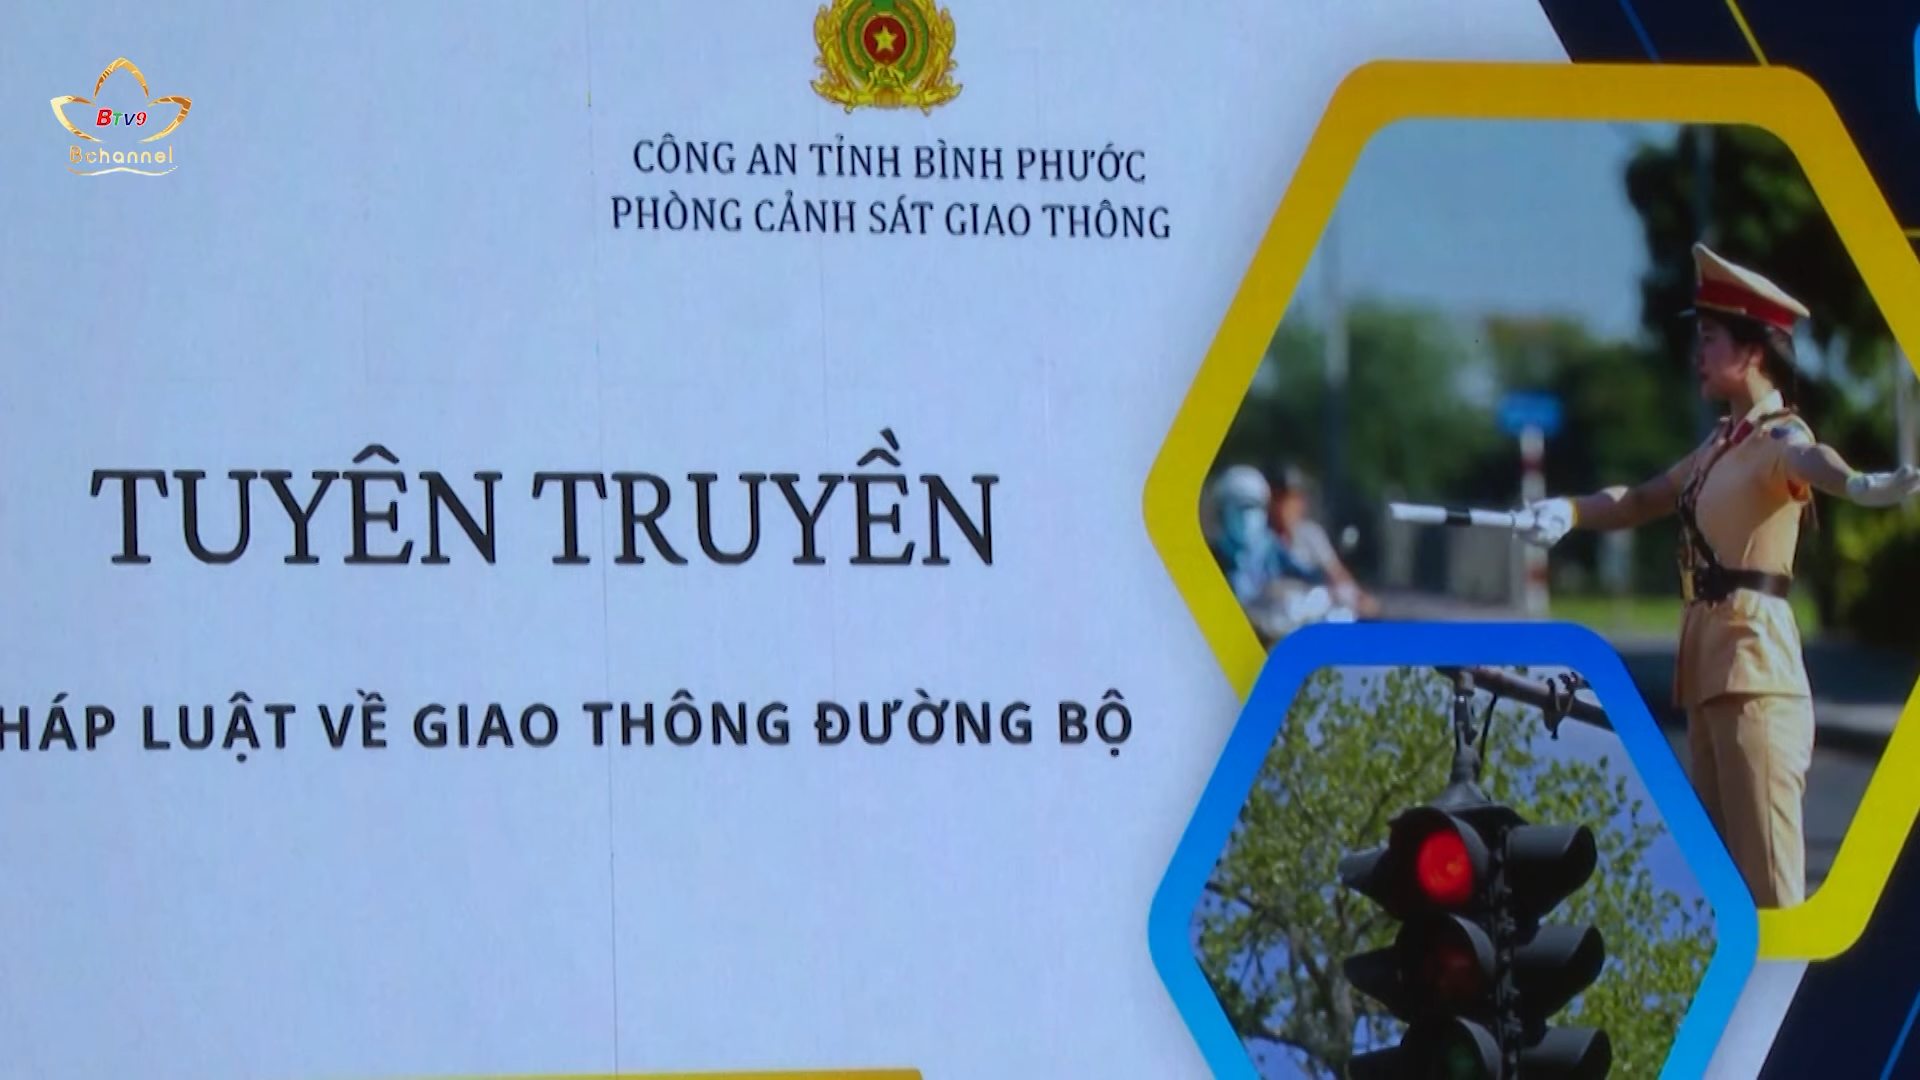 BTV9
Bchannel
CÔNG AN TỈNH BÌNH PHƯỚC
PHÒNG CẢNH SÁT GIAO THÔNG
TUYÊN TRUYỀN
HÁP LUẬT VỀ GIAO THÔNG ĐƯỜNG BỘ